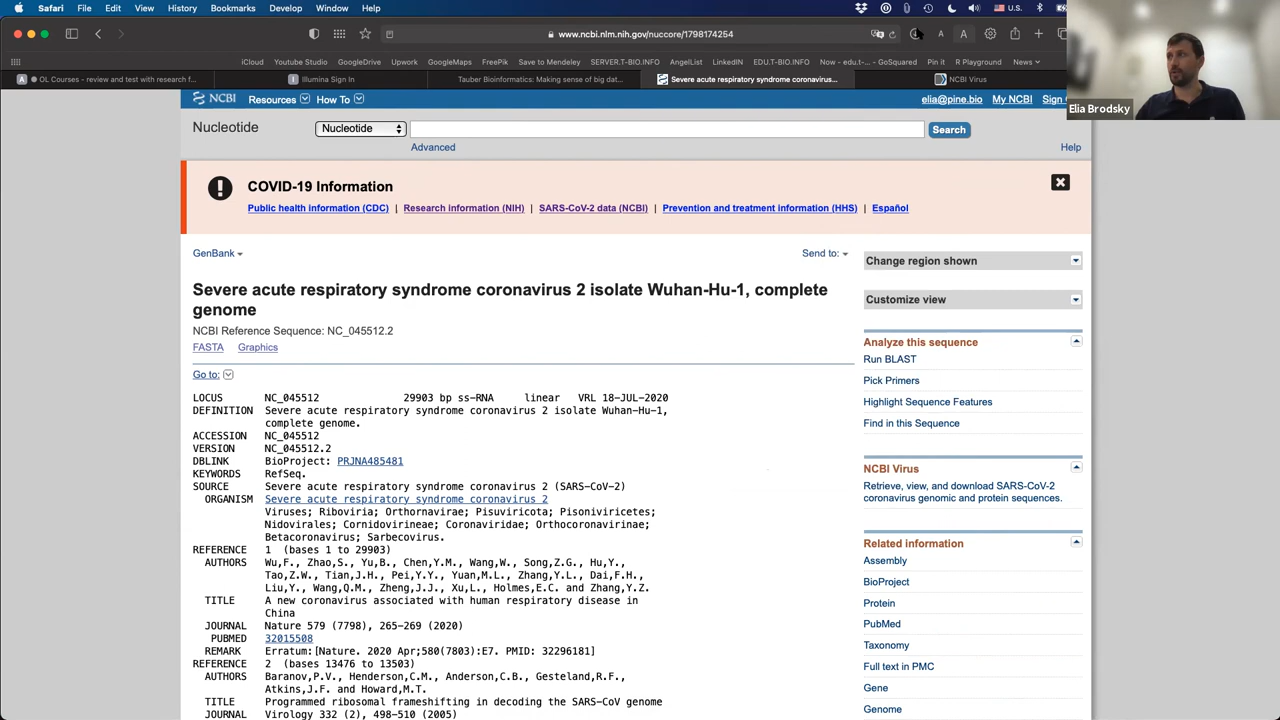 Safari File Edit View History Bookmarks Window Help
U.S.
www.ncbi.nlm.nih.gov/nuccore/1798174254
A A
iCloud Youtube Studio GoogleDrive Upwork GoogleMaps FreePik Save to Mendeley SERVER.T-BIO.INFO AngelList LinkedIN EDU.T-BIO.INFO Now - edu.t-... - GoSquared Pin it R Playground News
A OL Courses - review and test with research f... I Illumina Sign In Tauber Bioinformatics: Making sense of big dat... Severe acute respiratory syndrome coronavirus... NCBI Virus
Elia Brodsky
NCBI Resources How To elia@pine.bio My NCBI Sign
Nucleotide Nucleotide Search
Advanced Help
COVID-19 Information
Public health information (CDC) | Research information (NIH) | SARS-CoV-2 data (NCBI) | Prevention and treatment information (HHS) | Español
GenBank Send to:
Severe acute respiratory syndrome coronavirus 2 isolate Wuhan-Hu-1, complete
genome
NCBI Reference Sequence: NC_045512.2
FASTA Graphics
Go to:
LOCUS NC_045512 29903 bp ss-RNA linear VRL 18-JUL-2020
DEFINITION Severe acute respiratory syndrome coronavirus 2 isolate Wuhan-Hu-1,
complete genome.
ACCESSION NC_045512
VERSION NC_045512.2
DBLINK BioProject: PRJNA485481
KEYWORDS RefSeq.
SOURCE Severe acute respiratory syndrome coronavirus 2 (SARS-CoV-2)
ORGANISM Severe acute respiratory syndrome coronavirus 2
Viruses; Riboviria; Orthornavirae; Pisuviricota; Pisoniviricetes;
Nidovirales; Cornidovirineae; Coronaviridae; Orthocoronavirinae;
Betacoronavirus; Sarbecovirus.
REFERENCE 1 (bases 1 to 29903)
AUTHORS Wu,F., Zhao,S., Yu,B., Chen,Y.M., Wang,W., Song,Z.G., Hu,Y.,
Tao,Z.W., Tian,J.H., Pei,Y.Y., Yuan,M.L., Zhang,Y.L., Dai,F.H.,
Liu,Y., Wang,Q.M., Zheng,J.J., Xu,L., Holmes,E.C. and Zhang,Y.Z.
TITLE A new coronavirus associated with human respiratory disease in
China
JOURNAL Nature 579 (7798), 265-269 (2020)
PUBMED 32015508
REMARK Erratum:[Nature. 2020 Apr;580(7803):E7. PMID: 32296181]
REFERENCE 2 (bases 13476 to 13503)
AUTHORS Baranov,P.V., Henderson,C.M., Anderson,C.B., Gesteland,R.F.,
Atkins,J.F. and Howard,M.T.
TITLE Programmed ribosomal frameshifting in decoding the SARS-CoV genome
JOURNAL Virology 332 (2), 498-510 (2005)
Change region shown
Customize view
Analyze this sequence
Run BLAST
Pick Primers
Highlight Sequence Features
Find in this Sequence
NCBI Virus
Retrieve, view, and download SARS-CoV-2
coronavirus genomic and protein sequences.
Related information
Assembly
BioProject
Protein
PubMed
Taxonomy
Full text in PMC
Gene
Genome